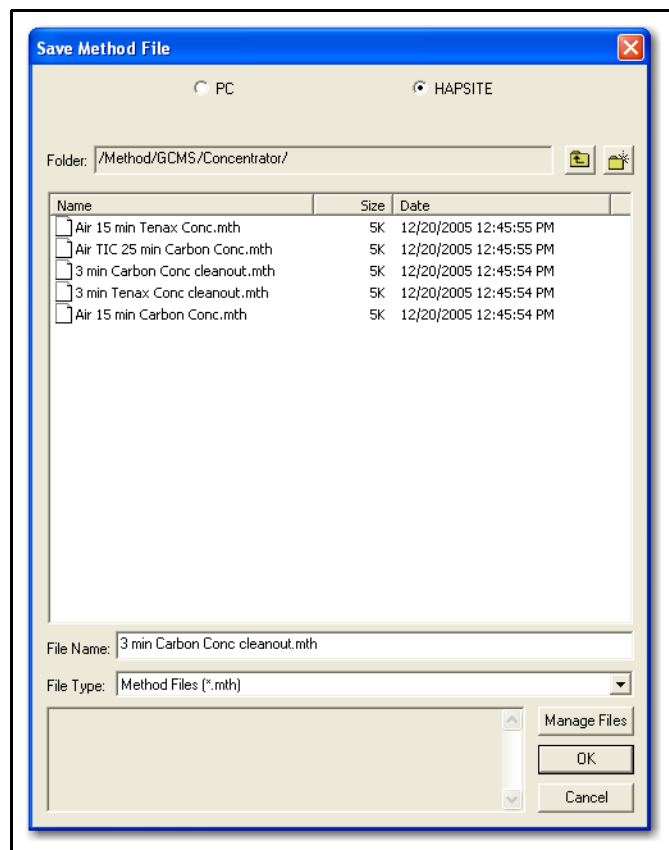 Save Method File
PC HAPSITE
Folder: /Method/GCMS/Concentrator/
Name Size Date
Air 15 min Tenax Conc.mth 5K 12/20/2005 12:45:55 PM
Air TIC 25 min Carbon Conc.mth 5K 12/20/2005 12:45:55 PM
3 min Carbon Conc cleanout.mth 5K 12/20/2005 12:45:54 PM
3 min Tenax Conc cleanout.mth 5K 12/20/2005 12:45:54 PM
Air 15 min Carbon Conc.mth 5K 12/20/2005 12:45:54 PM
File Name: 3 min Carbon Conc cleanout.mth
File Type: Method Files (*.mth)
Manage Files
OK
Cancel